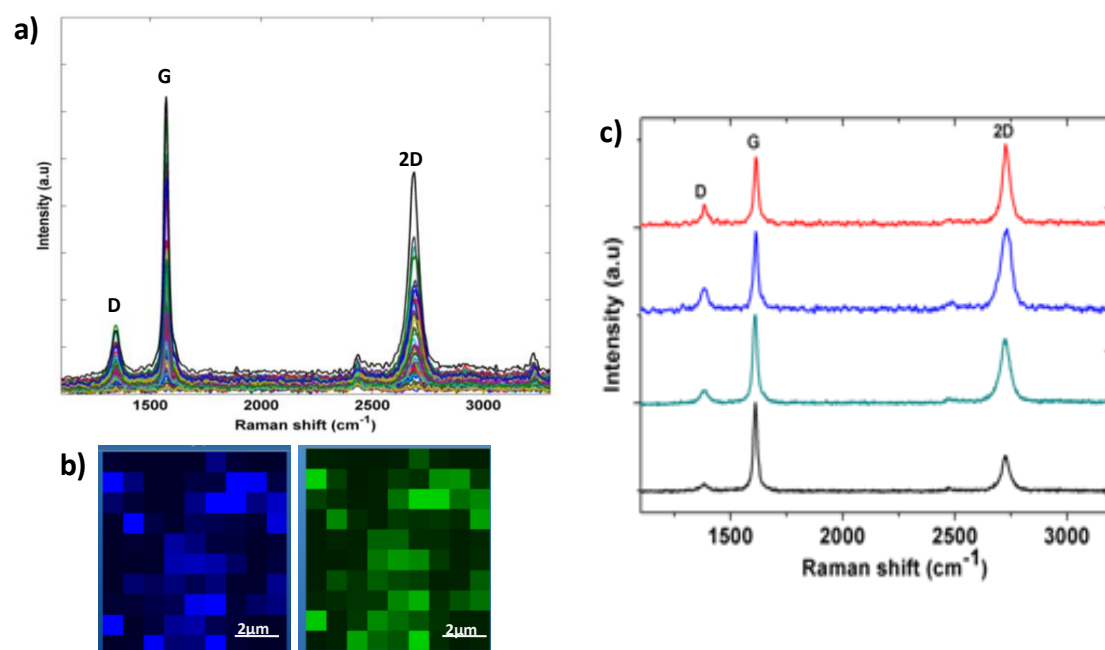 a)
G
2D
D
Intensity (a.u)
1500 2000 2500 3000
Raman shift (cm-1)
b)
2µm
2µm
c)
2D
G
D
Intensity (a.u)
1500 2000 2500 3000
Raman shift (cm-1)